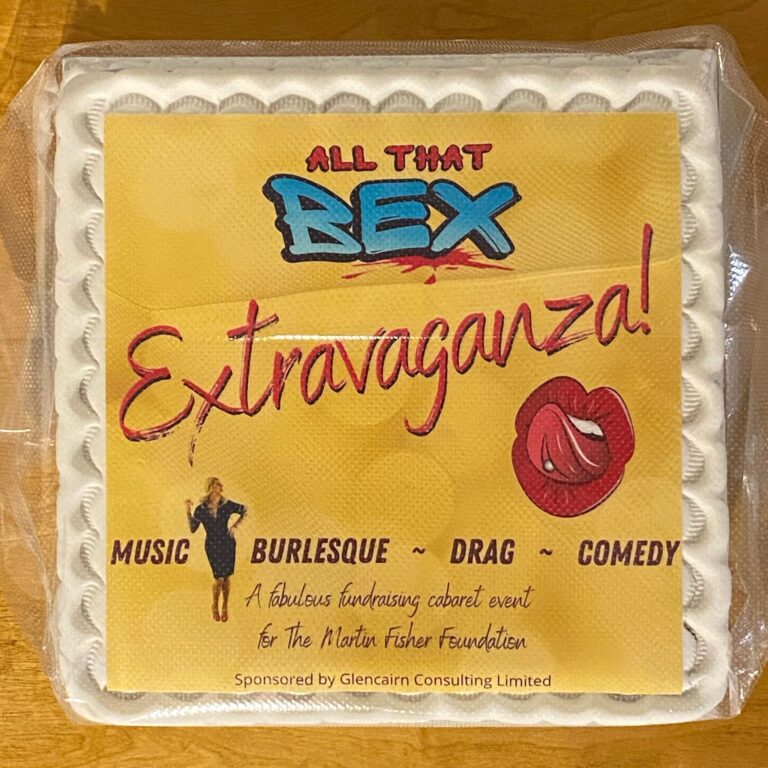 ALL THAT
BEX
Extravaganza!
MUSIC BURLESQUE ~ DRAG ~ COMEDY
A fabulous fundraising cabaret event
for The Martin Fisher Foundation
Sponsored by Glencairn Consulting Limited